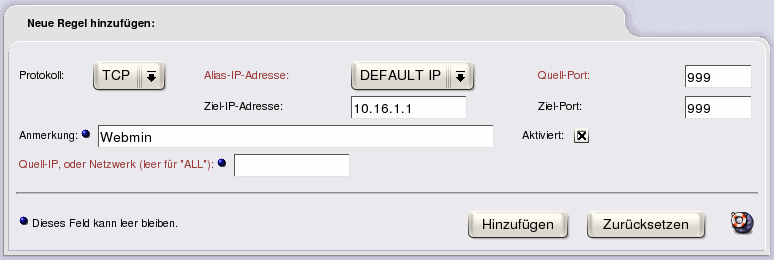 Neue Regel hinzufügen:
Protokoll: TCP Alias-IP-Adresse: DEFAULT IP Quell-Port: 999
Ziel-IP-Adresse: 10.16.1.1 Ziel-Port: 999
Anmerkung: Webmin Aktiviert:
Quell-IP, oder Netzwerk (leer für "ALL"):
Dieses Feld kann leer bleiben. Hinzufügen Zurücksetzen